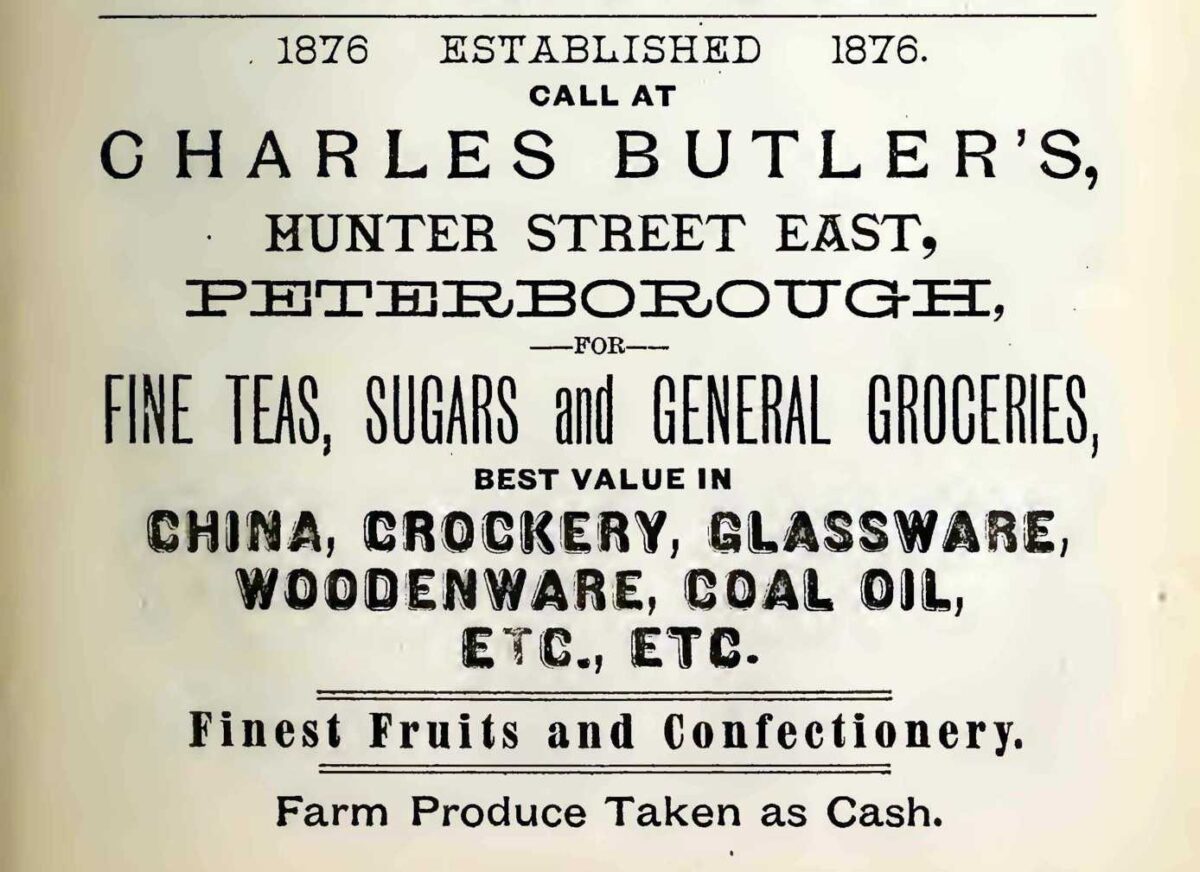 1876 ESTABLISHED 1876.
CALL AT
CHARLES BUTLER'S,
HUNTER STREET EAST,
PETERBOROUGH,
——FOR——
FINE TEAS, SUGARS and GENERAL GROCERIES,
BEST VALUE IN
CHINA, CROCKERY, GLASSWARE,
WOODENWARE, COAL OIL,
ETC., ETC.
Finest Fruits and Confectionery.
Farm Produce Taken as Cash.